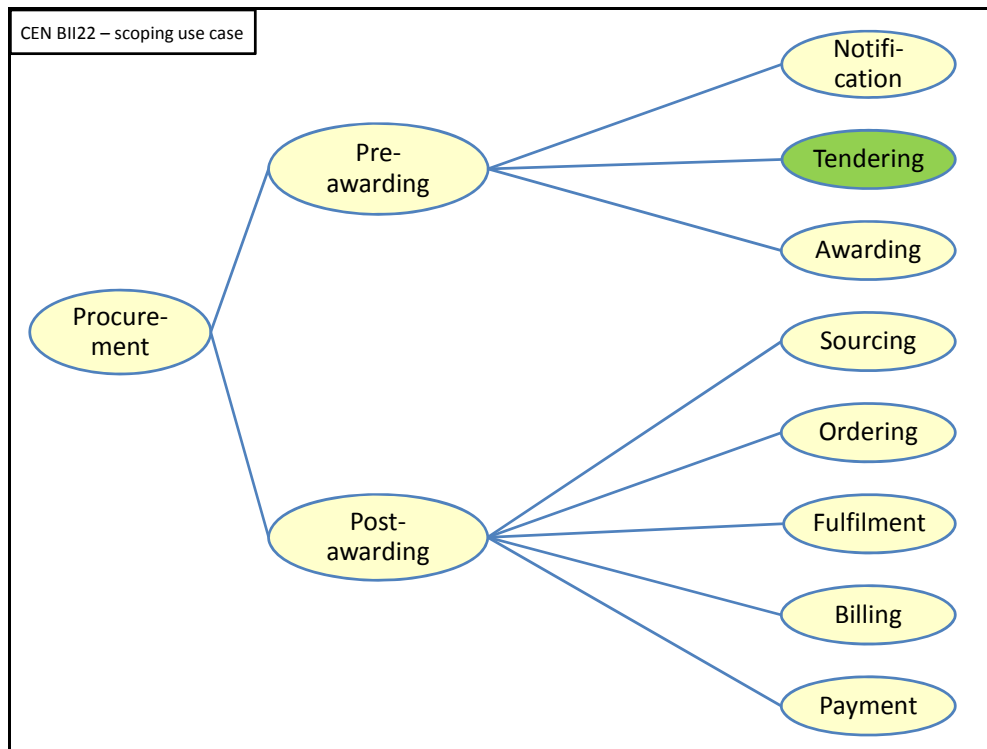 CEN BII22 – scoping use case
Notifi-
cation
Pre-
awarding
Tendering
Awarding
Procure-
ment
Sourcing
Ordering
Post-
awarding
Fulfilment
Billing
Payment